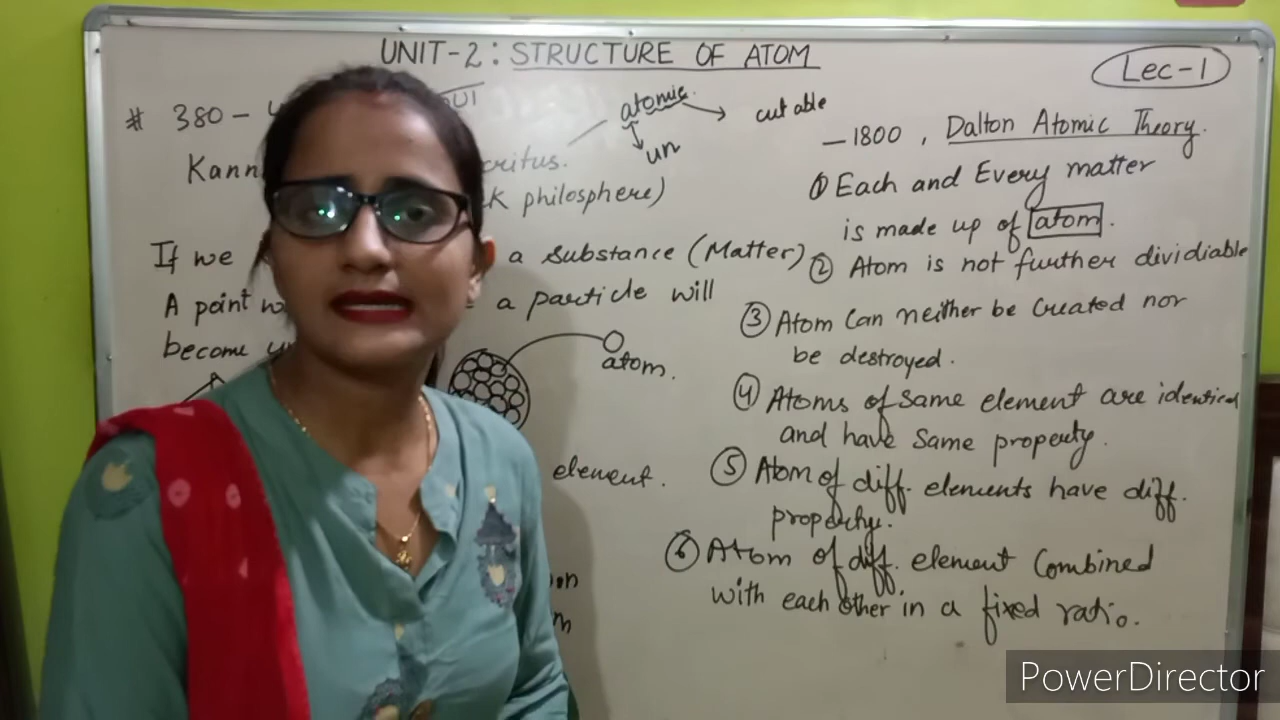 UNIT-2 : STRUCTURE OF ATOM
Lec-1
# 380 -
atomic
cut able
un
Kann
critus.
philosphere)
If we
a substance (Matter)
A point
a particle will
become
atom.
element.
-1800 , Dalton Atomic Theory.
① Each and Every matter
is made up of atom.
② Atom is not further dividiable
③ Atom Can neither be Created nor
be destroyed.
④ Atoms of same element are identical
and have same property.
⑤ Atom of diff. elements have diff.
property.
⑥ Atom of diff. element Combined
with each other in a fixed ratio.
PowerDirector